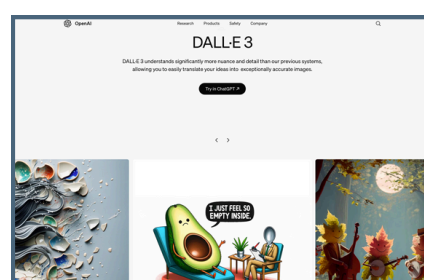 OpenAI
Research Products Safety Company
DALL·E 3
DALL·E 3 understands significantly more nuance and detail than our previous systems,
allowing you to easily translate your ideas into exceptionally accurate images.
Try in ChatGPT ↗
I JUST FEEL SO
EMPTY INSIDE.